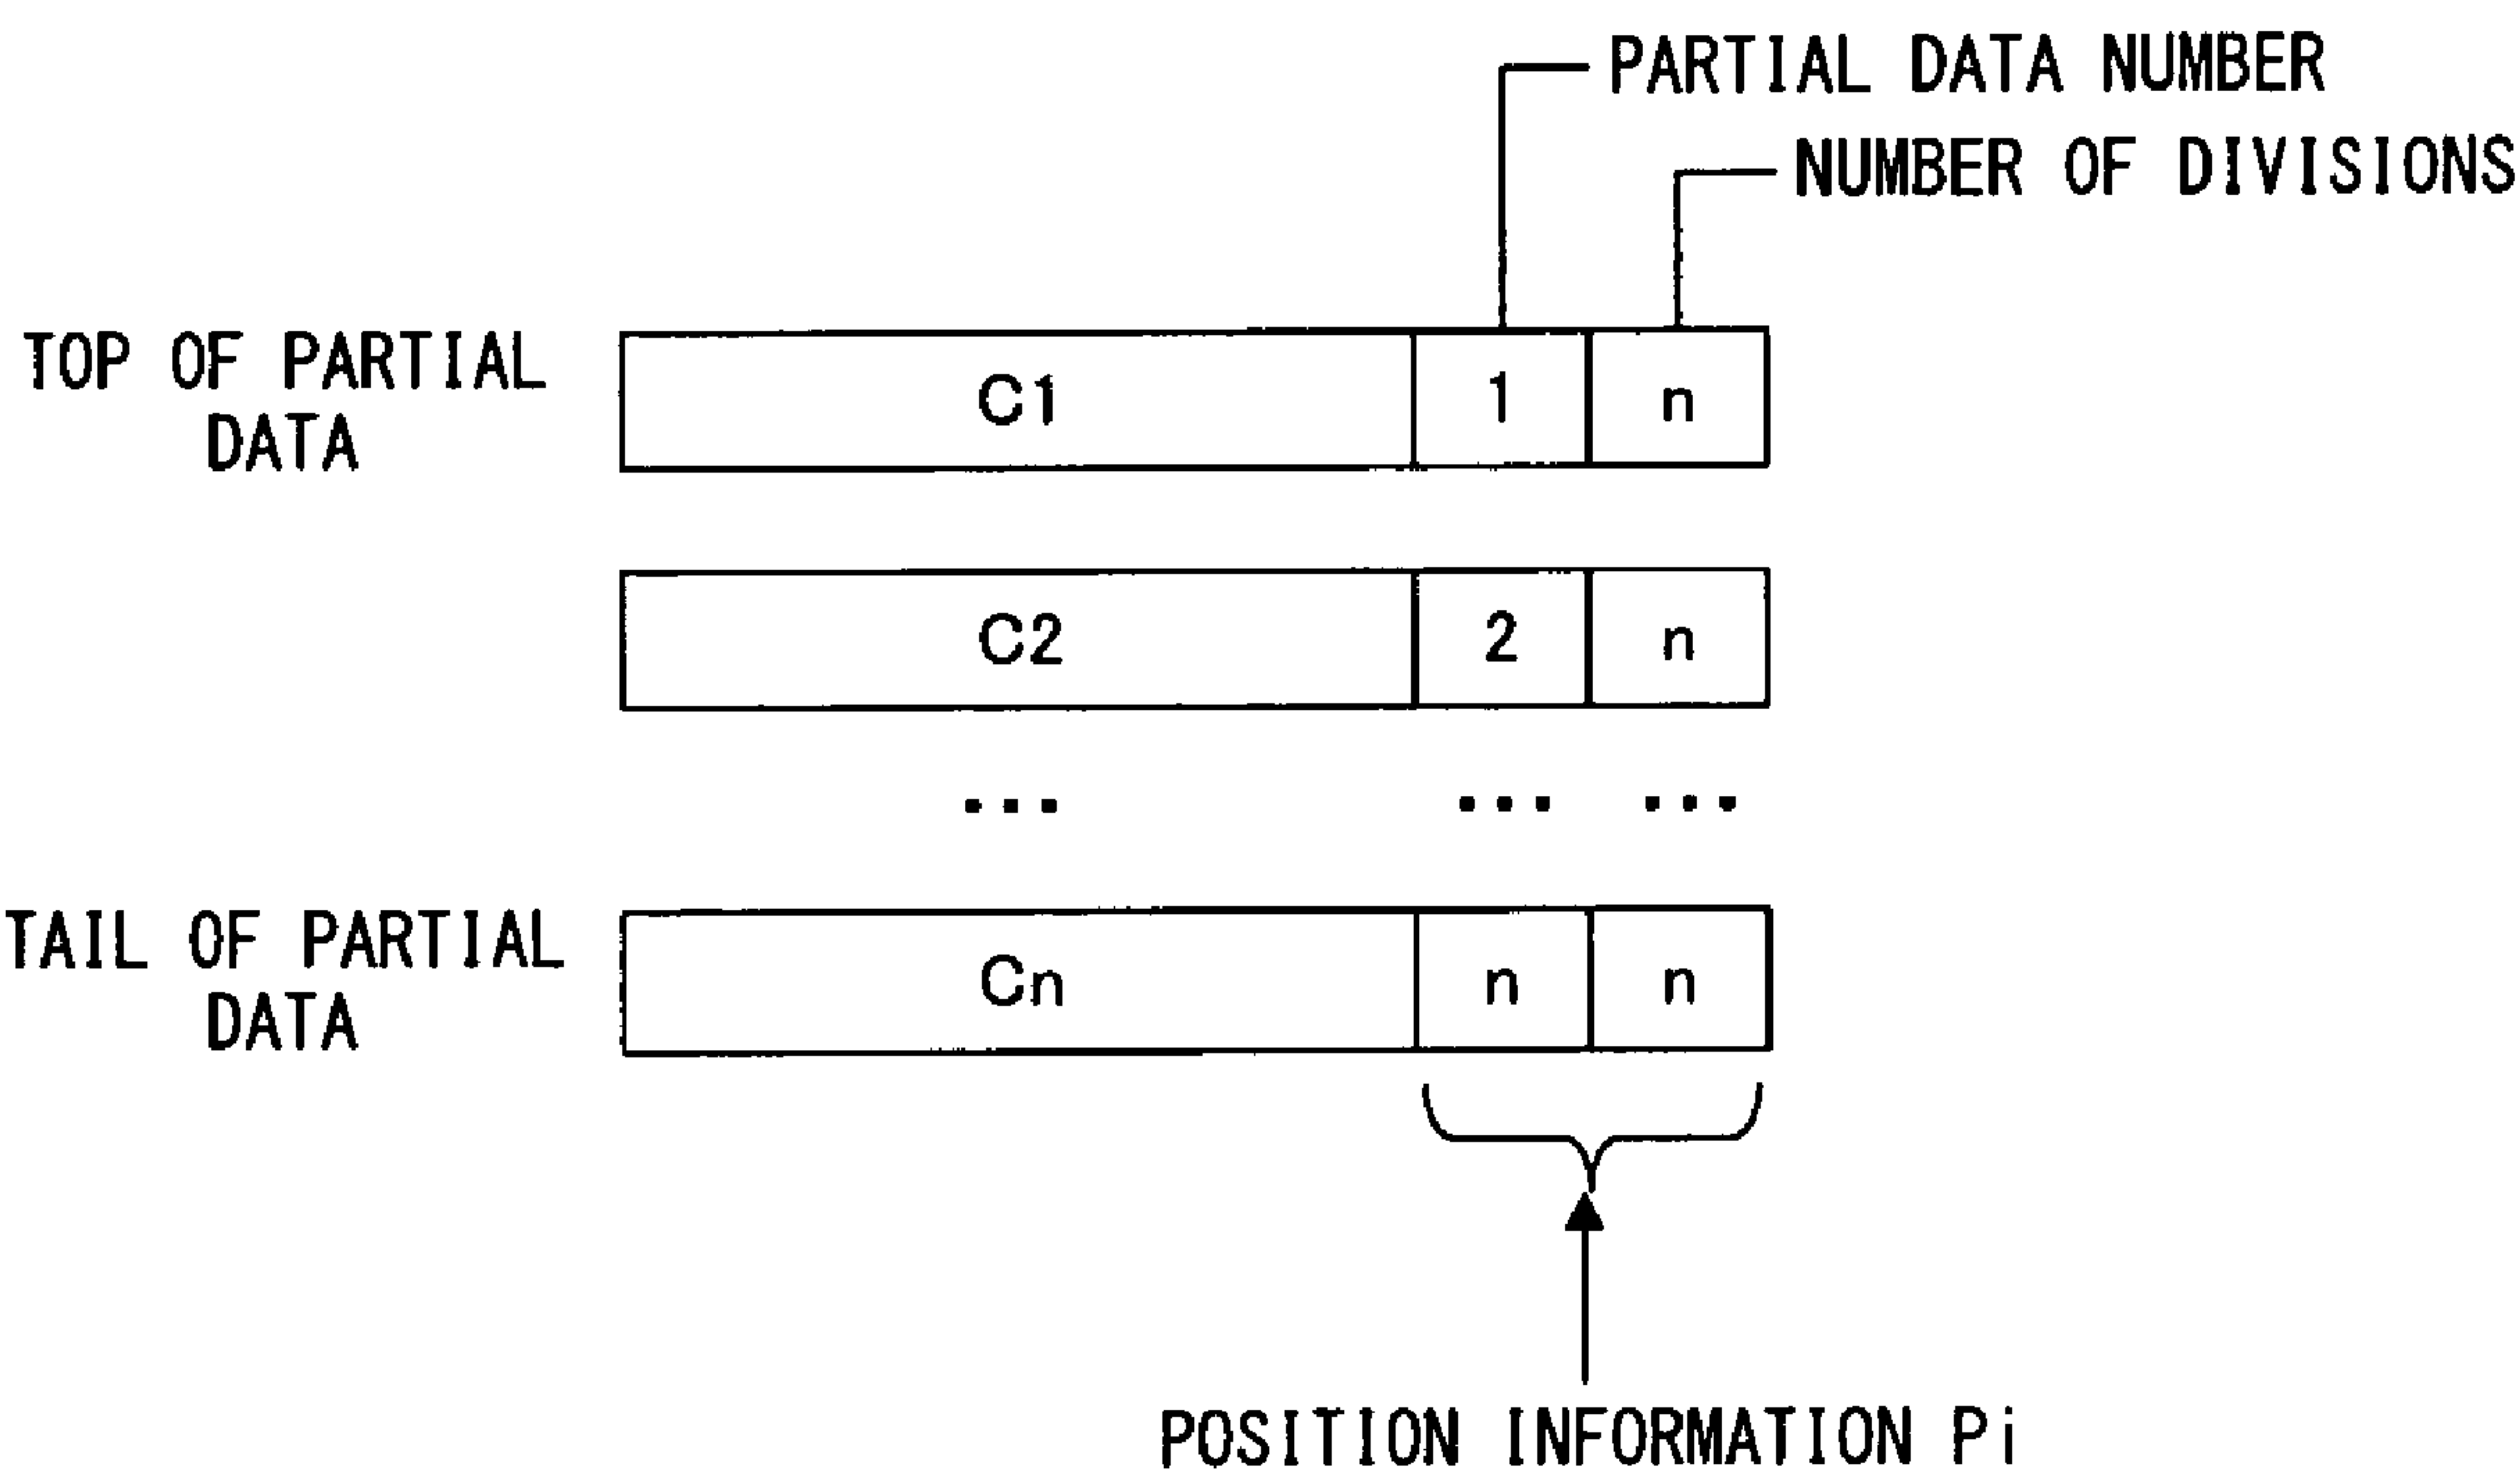 PARTIAL DATA NUMBER
NUMBER OF DIVISIONS
TOP OF PARTIAL
DATA
C1 1 n
C2 2 n
... ... ...
TAIL OF PARTIAL
DATA
Cn n n
POSITION INFORMATION Pi